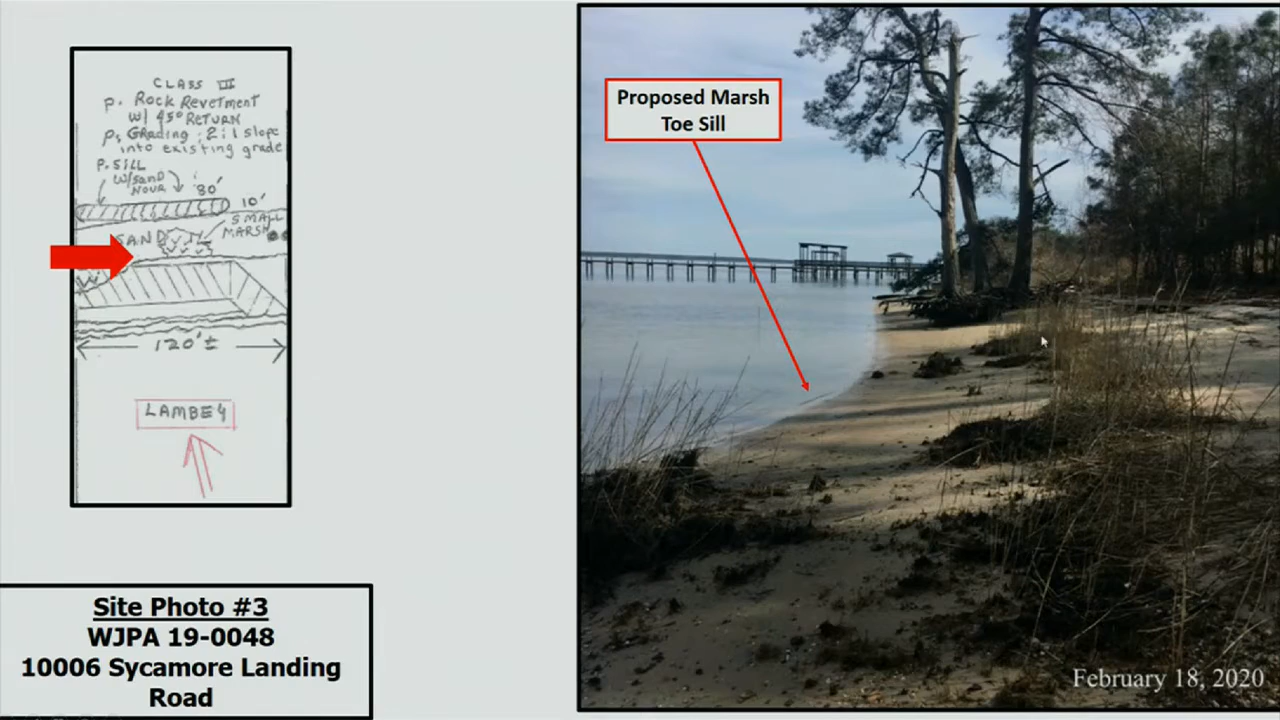 CLASS III
p. Rock Revetment
w/ 45° RETURN
p. Grading: 2:1 slope
into existing grade
P. SILL
w/sand
80'
10'
SAND
SMALL
MARSH
120'±
LAMBEY
Site Photo #3
WJPA 19-0048
10006 Sycamore Landing
Road
Proposed Marsh
Toe Sill
February 18, 2020